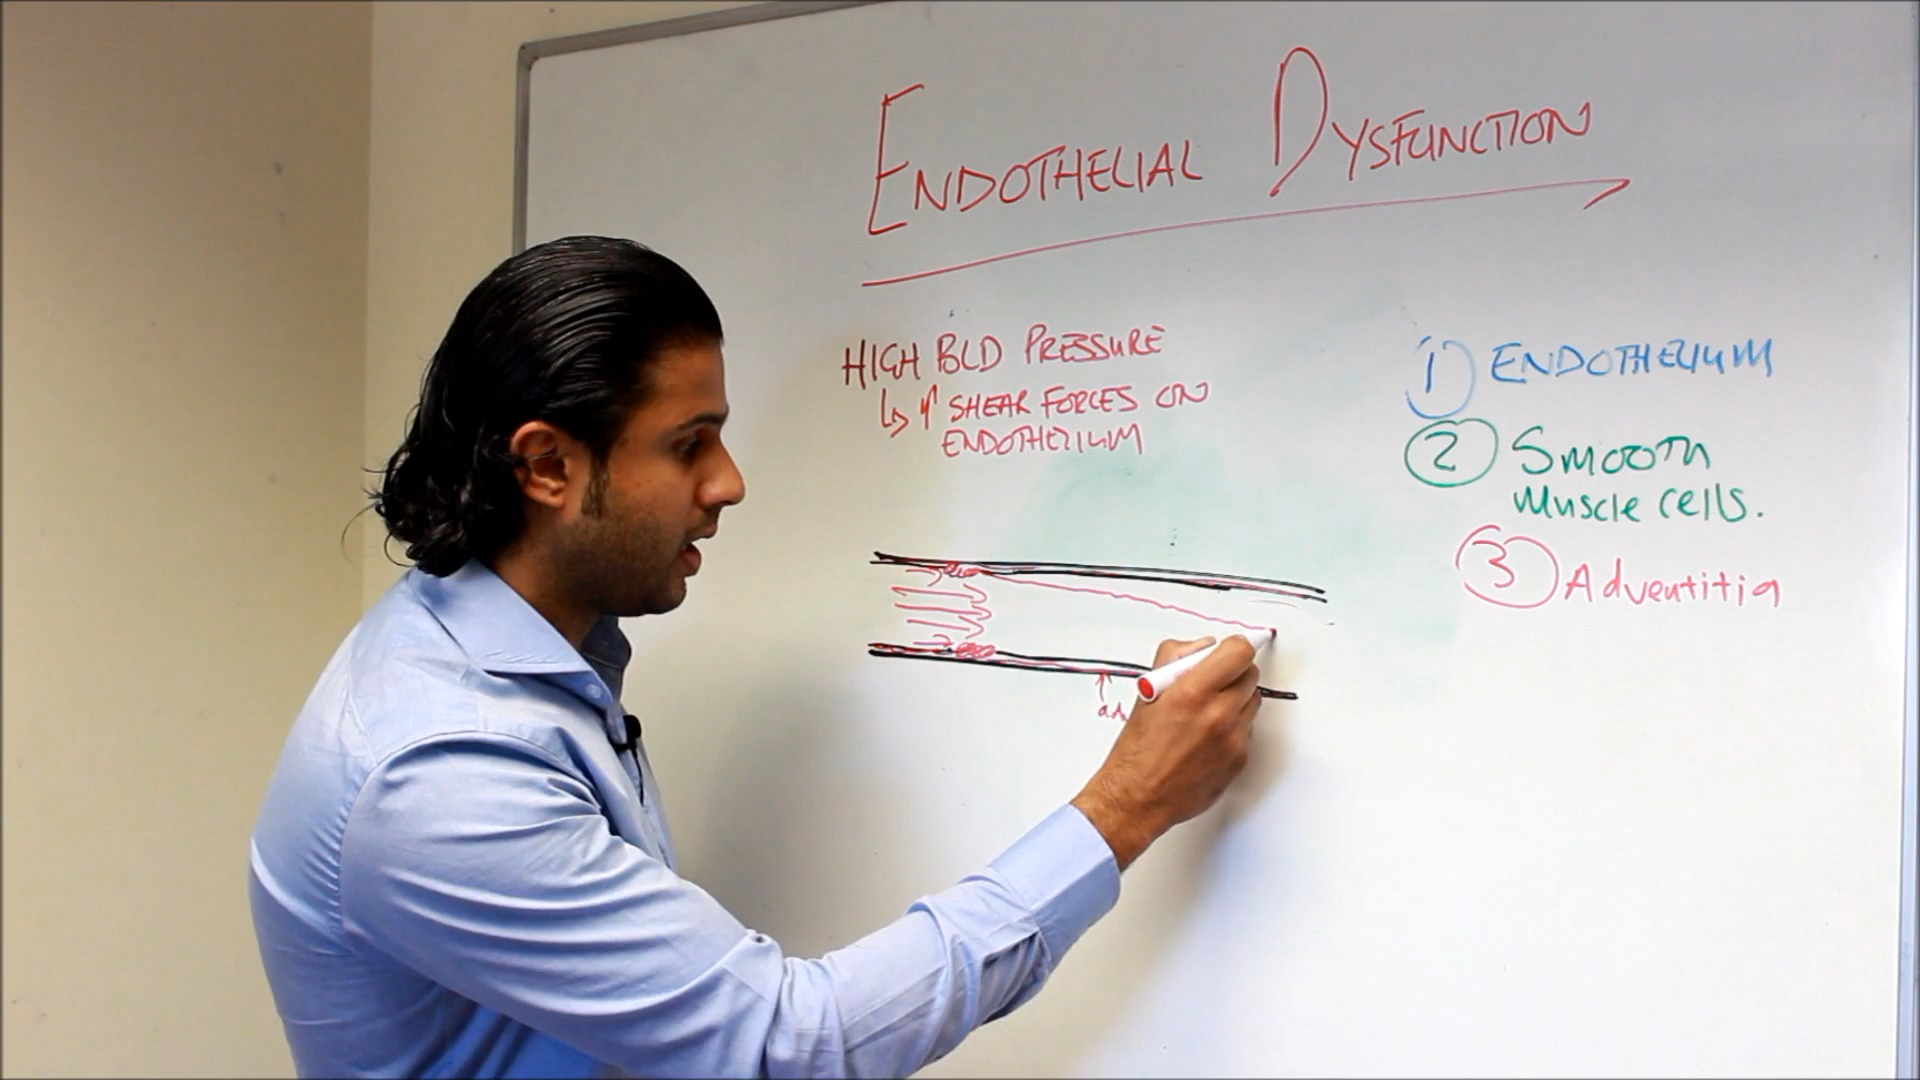 ENDOTHELIAL DYSFUNCTION
HIGH BLD PRESSURE
↳ ↑ SHEAR FORCES ON
ENDOTHELIUM
1) ENDOTHELIUM
2 Smooth
Muscle cells.
3 Adventitia